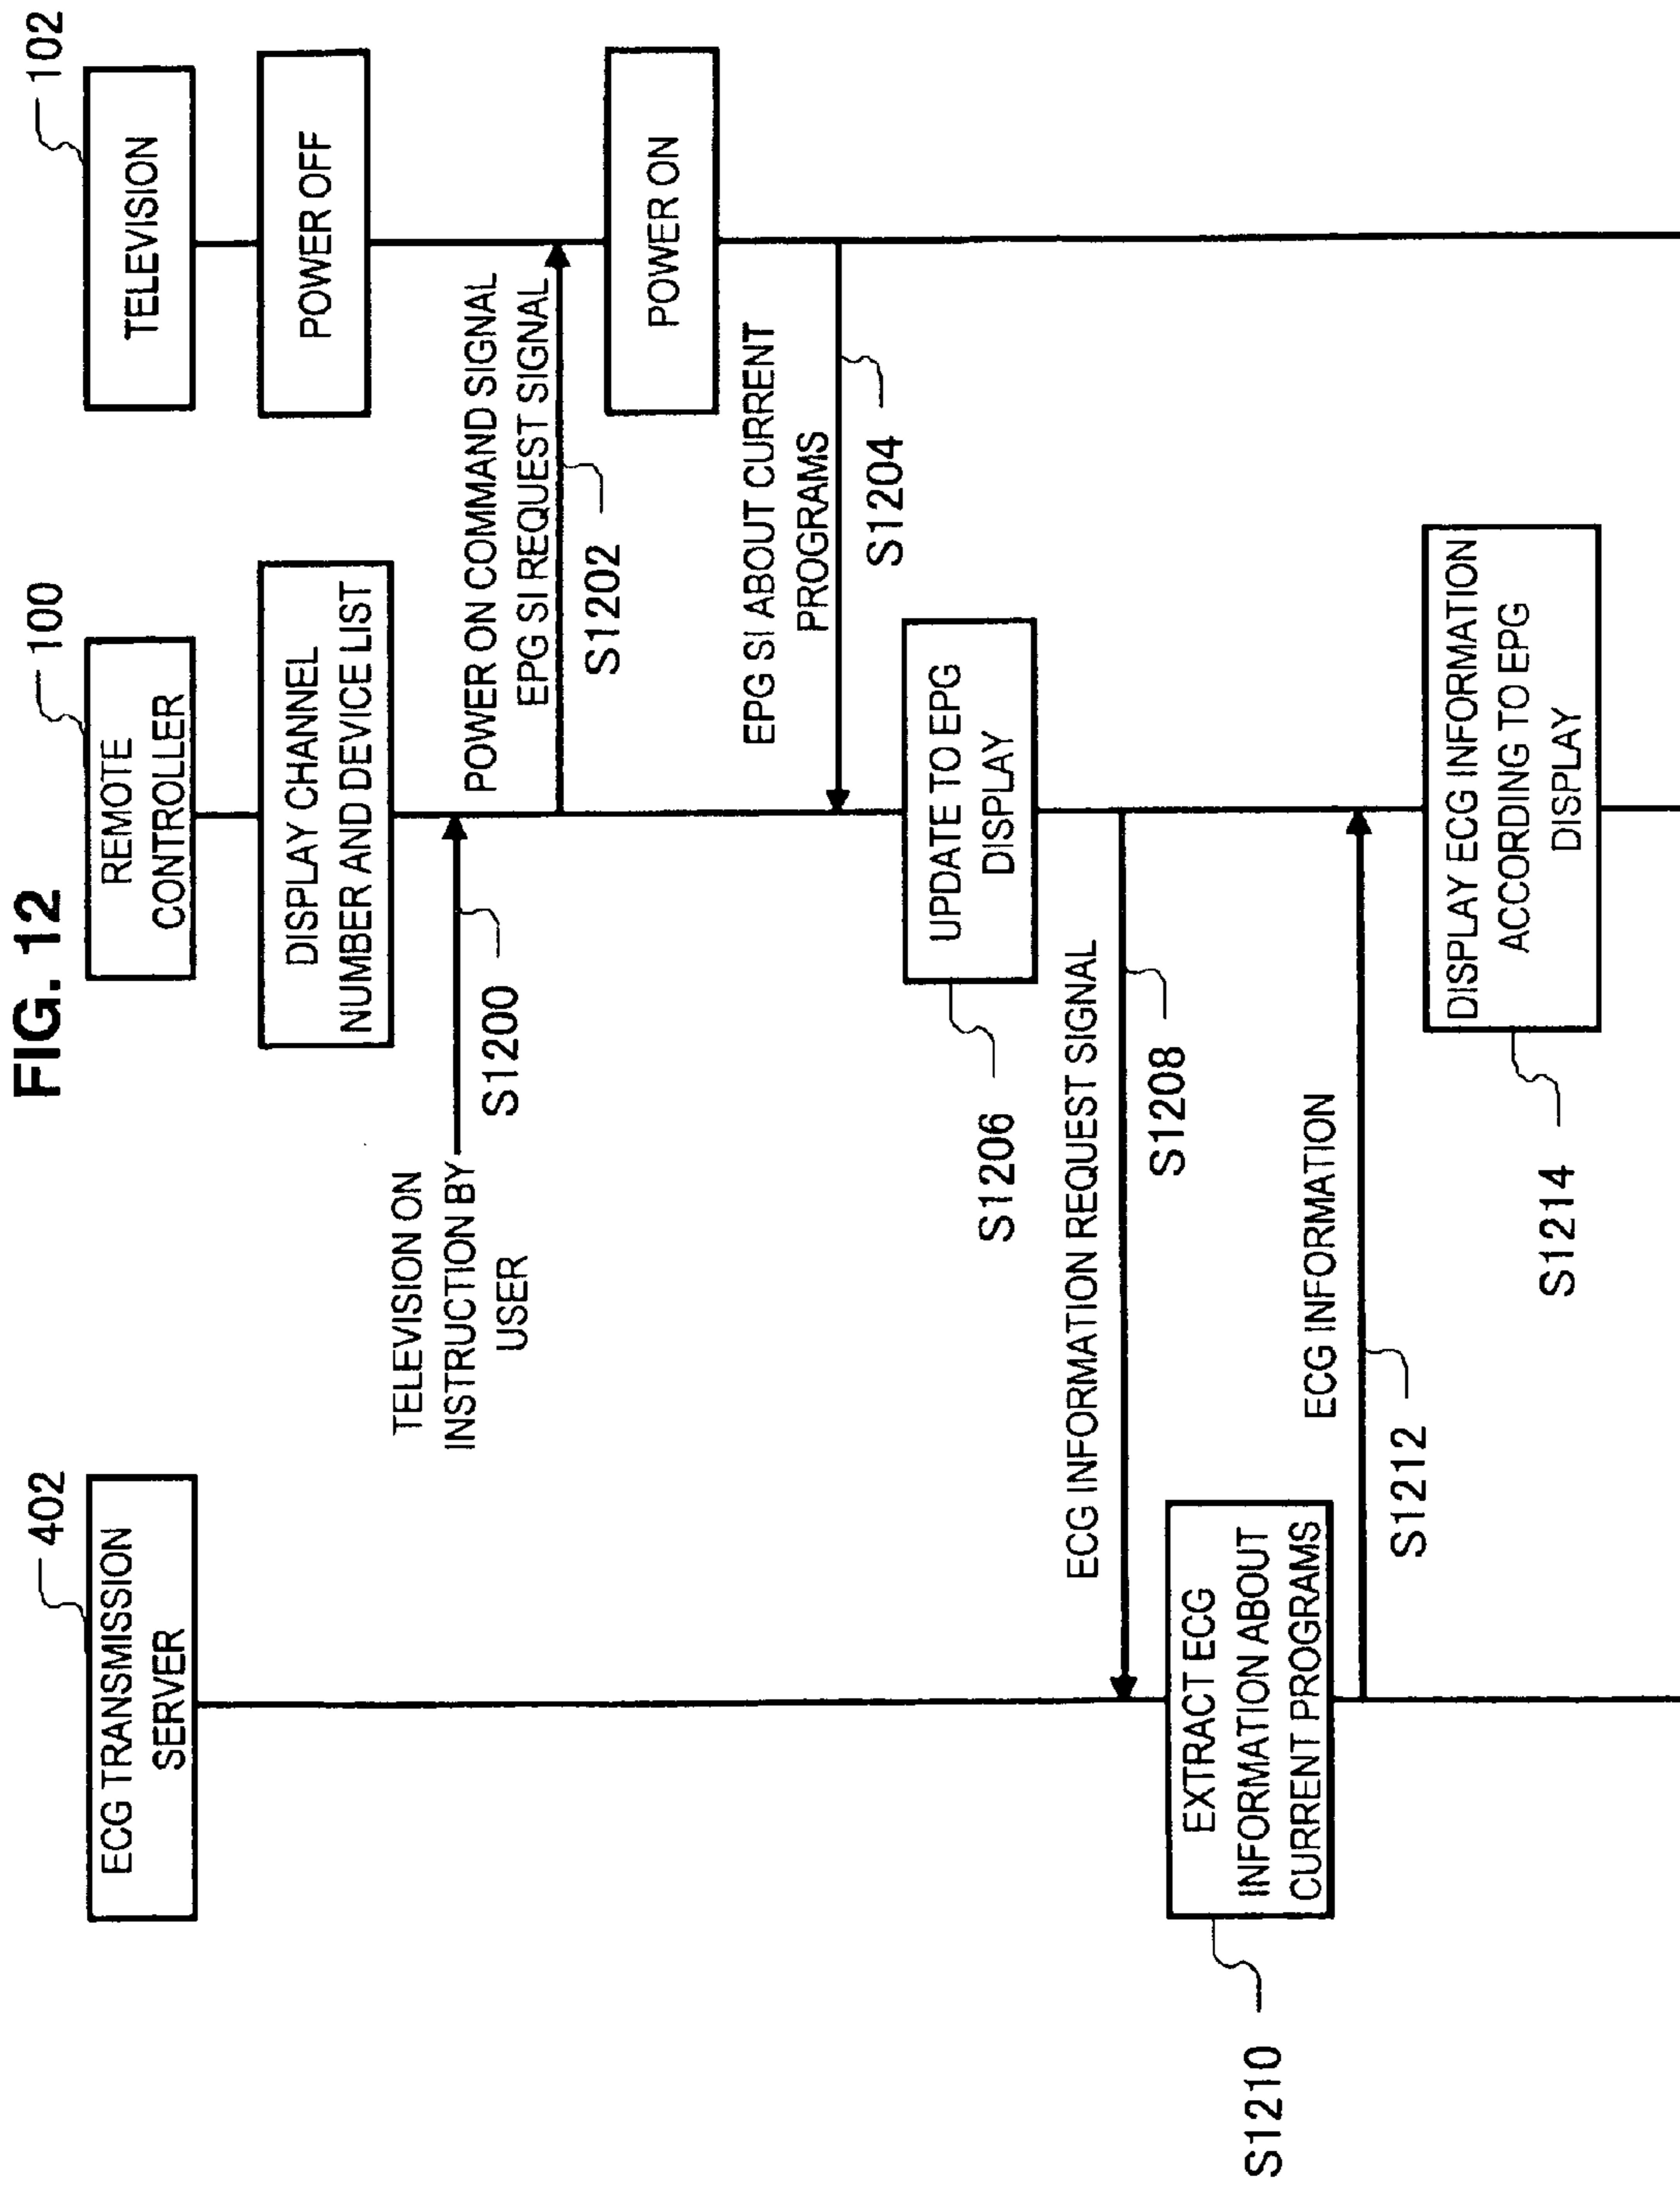 FIG. 12
ECG TRANSMISSION
SERVER
402
REMOTE
CONTROLLER
100
TELEVISION
102
DISPLAY CHANNEL
NUMBER AND DEVICE LIST
POWER OFF
TELEVISION ON
INSTRUCTION BY
USER
S1200
POWER ON COMMAND SIGNAL
EPG SI REQUEST SIGNAL
S1202
POWER ON
EPG SI ABOUT CURRENT
PROGRAMS
S1204
UPDATE TO EPG
DISPLAY
S1206
ECG INFORMATION REQUEST SIGNAL
S1208
EXTRACT ECG
INFORMATION ABOUT
CURRENT PROGRAMS
S1210
ECG INFORMATION
S1212
DISPLAY ECG INFORMATION
ACCORDING TO EPG
DISPLAY
S1214